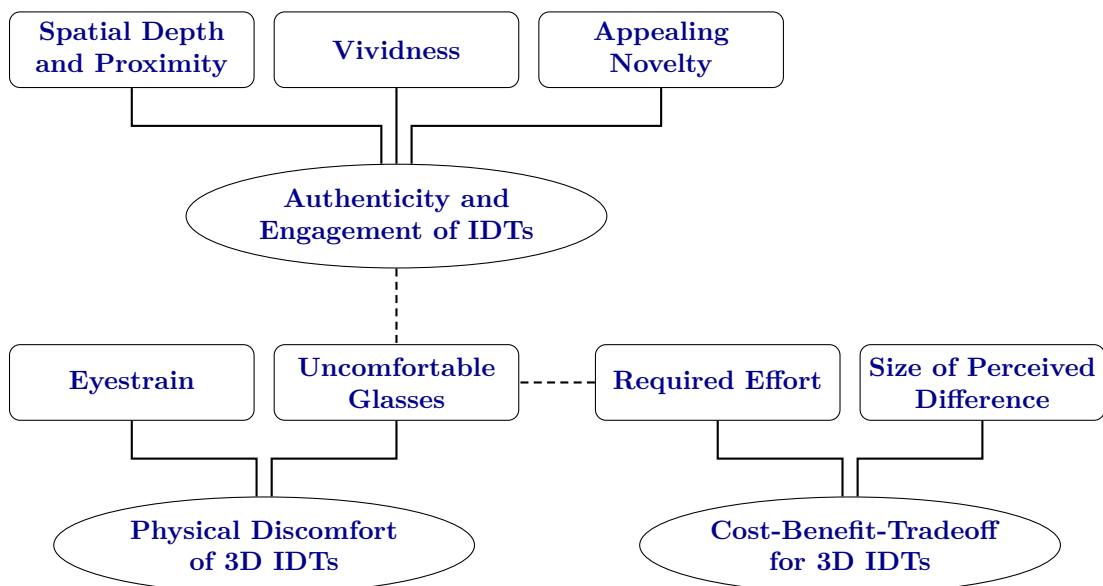 Spatial Depth
and Proximity
Vividness
Appealing
Novelty
Authenticity and
Engagement of IDTs
Eyestrain
Uncomfortable
Glasses
Required Effort
Size of Perceived
Difference
Physical Discomfort
of 3D IDTs
Cost-Benefit-Tradeoff
for 3D IDTs